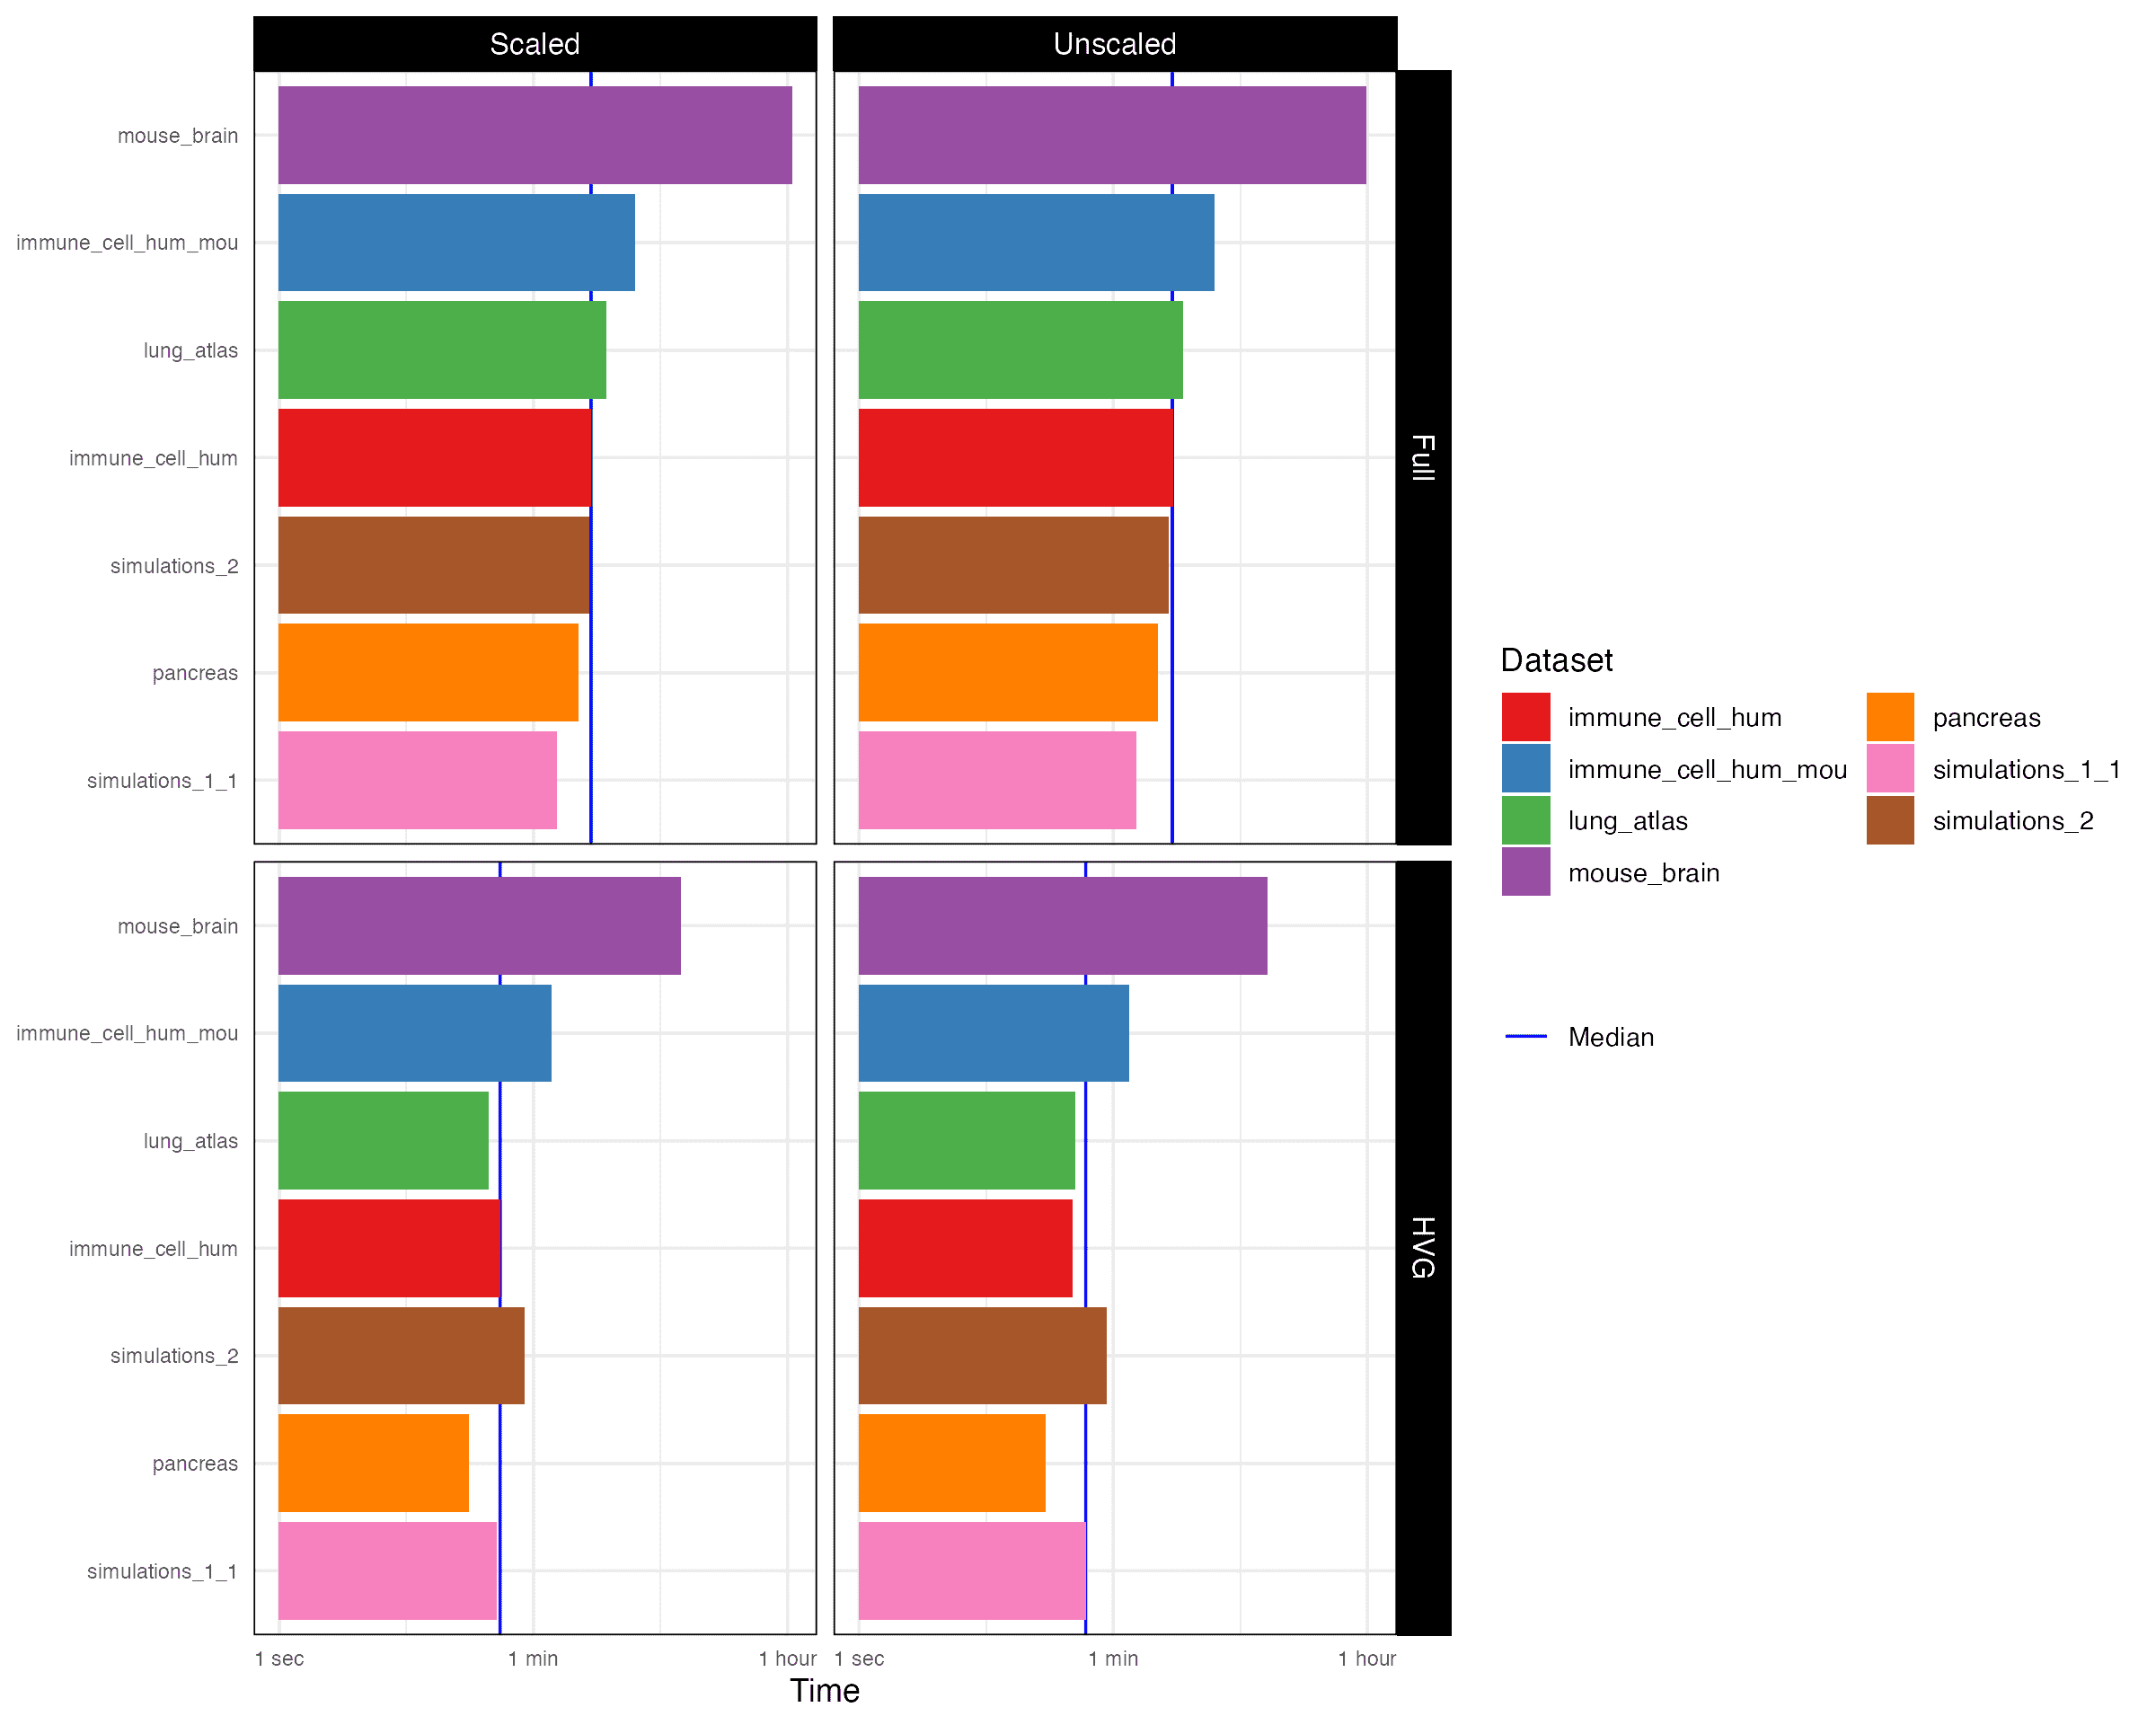 Scaled
Unscaled
mouse_brain
immune_cell_hum_mou
lung_atlas
immune_cell_hum
simulations_2
pancreas
simulations_1_1
Full
mouse_brain
immune_cell_hum_mou
lung_atlas
immune_cell_hum
simulations_2
pancreas
simulations_1_1
HVG
1 sec
1 min
1 hour
1 sec
1 min
1 hour
Time
Dataset
immune_cell_hum
immune_cell_hum_mou
lung_atlas
mouse_brain
pancreas
simulations_1_1
simulations_2
Median